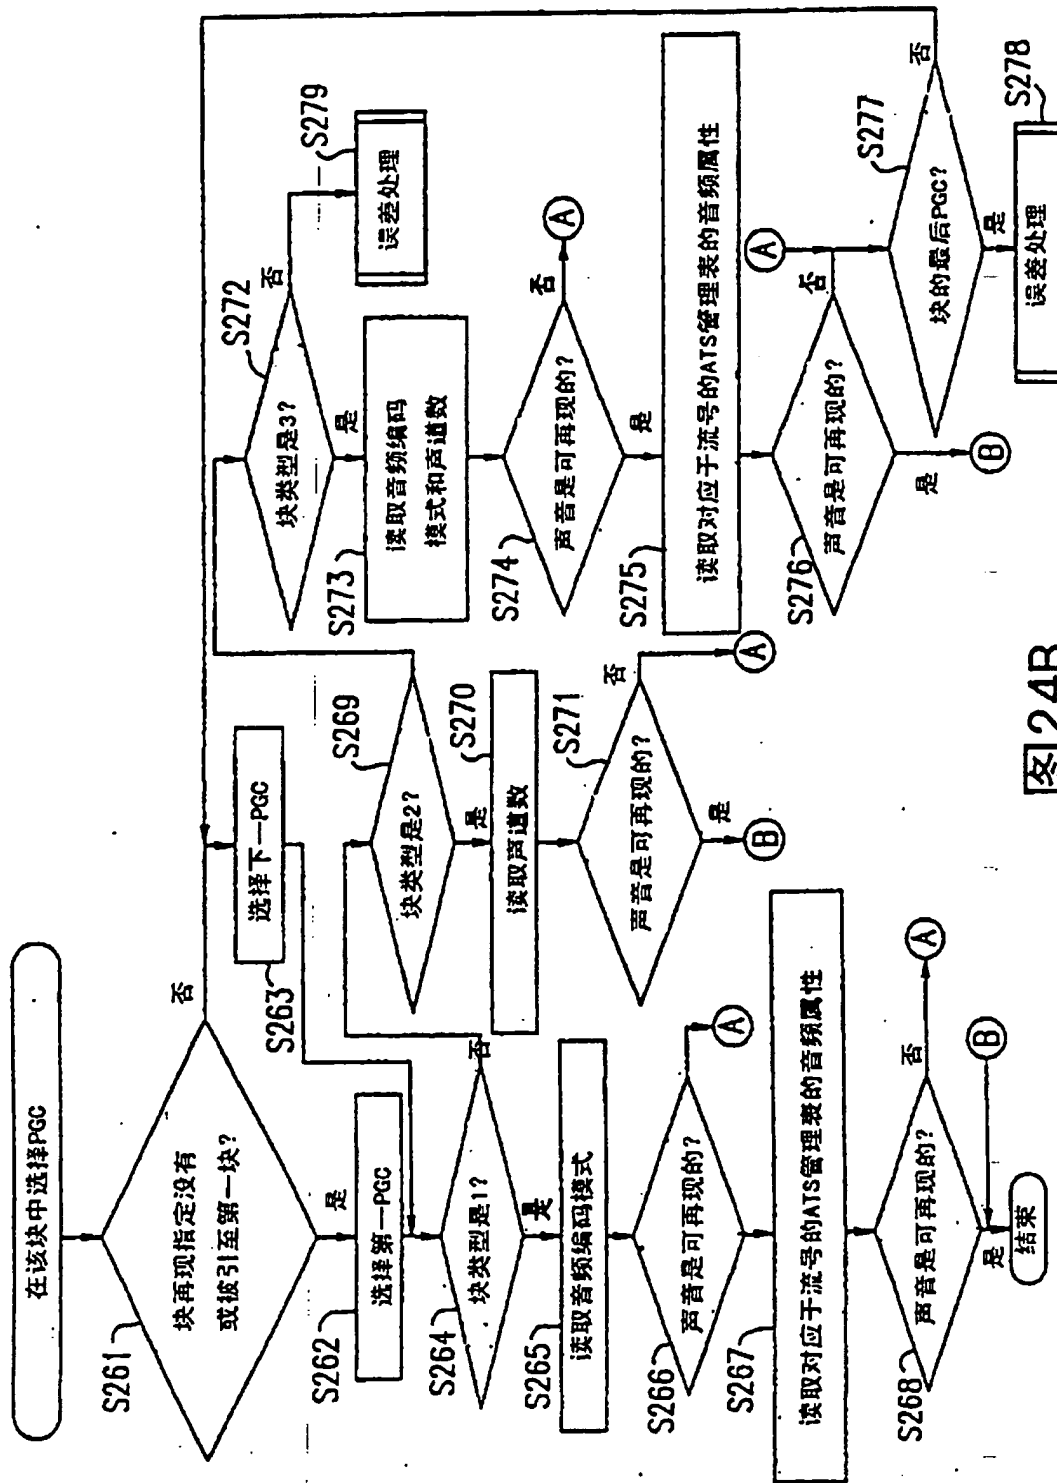 在该块中选择PGC
S261
块再现指定没有
或被引至第一块?
否
是
S262
选择第一PGC
S263
选择下一PGC
S264
块类型是1?
否
是
S265
读取音频编码模式
S266
声音是可再现的?
A
S267
读取对应于流号的ATS管理表的音频属性
S268
声音是可再现的?
否
A
是
B
结束
S269
块类型是2?
是
S270
读取声道数
S271
声音是可再现的?
否
A
是
B
S272
块类型是3?
否
S279
误差处理
是
S273
读取音频编码
模式和声道数
S274
声音是可再现的?
否
A
是
S275
读取对应于流号的ATS管理表的音频属性
S276
声音是可再现的?
否
A
是
B
S277
块的最后PGC?
否
是
S278
误差处理
图24B